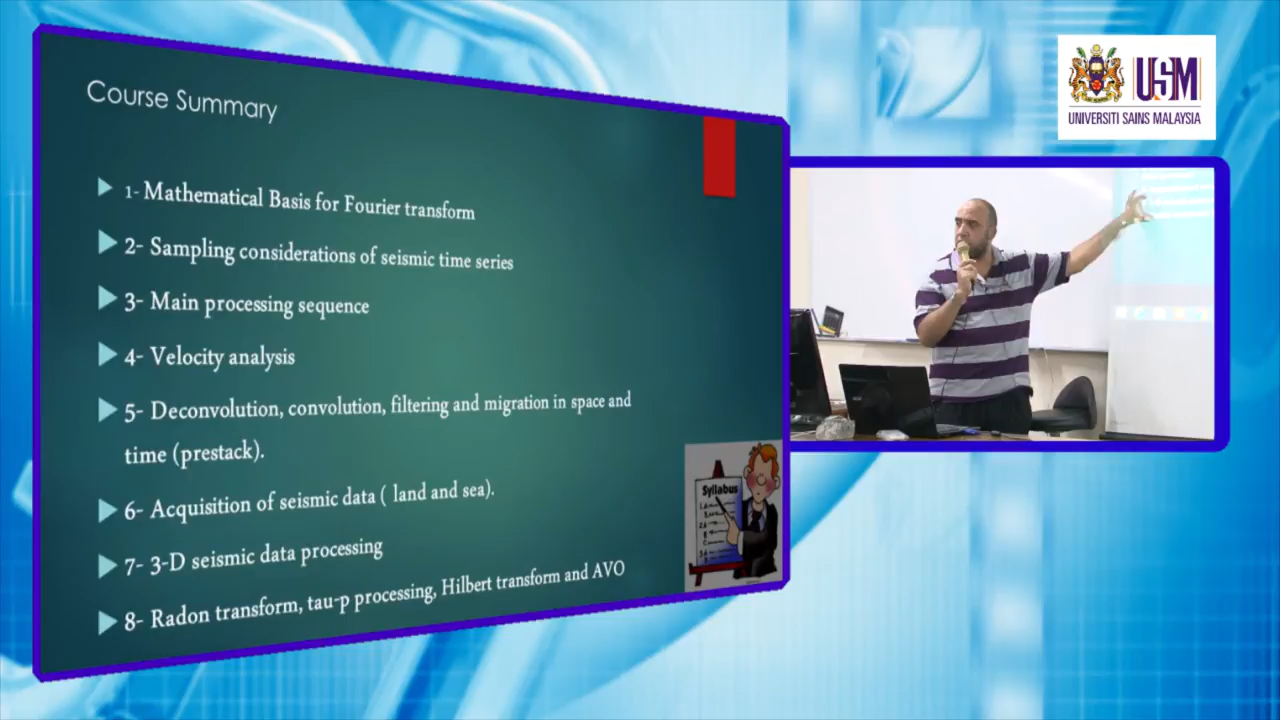 Course Summary
1- Mathematical Basis for Fourier transform
2- Sampling considerations of seismic time series
3- Main processing sequence
4- Velocity analysis
5- Deconvolution, convolution, filtering and migration in space and
time (prestack).
6- Acquisition of seismic data ( land and sea).
7- 3-D seismic data processing
8- Radon transform, tau-p processing, Hilbert transform and AVO
Syllabus
USM
UNIVERSITI SAINS MALAYSIA